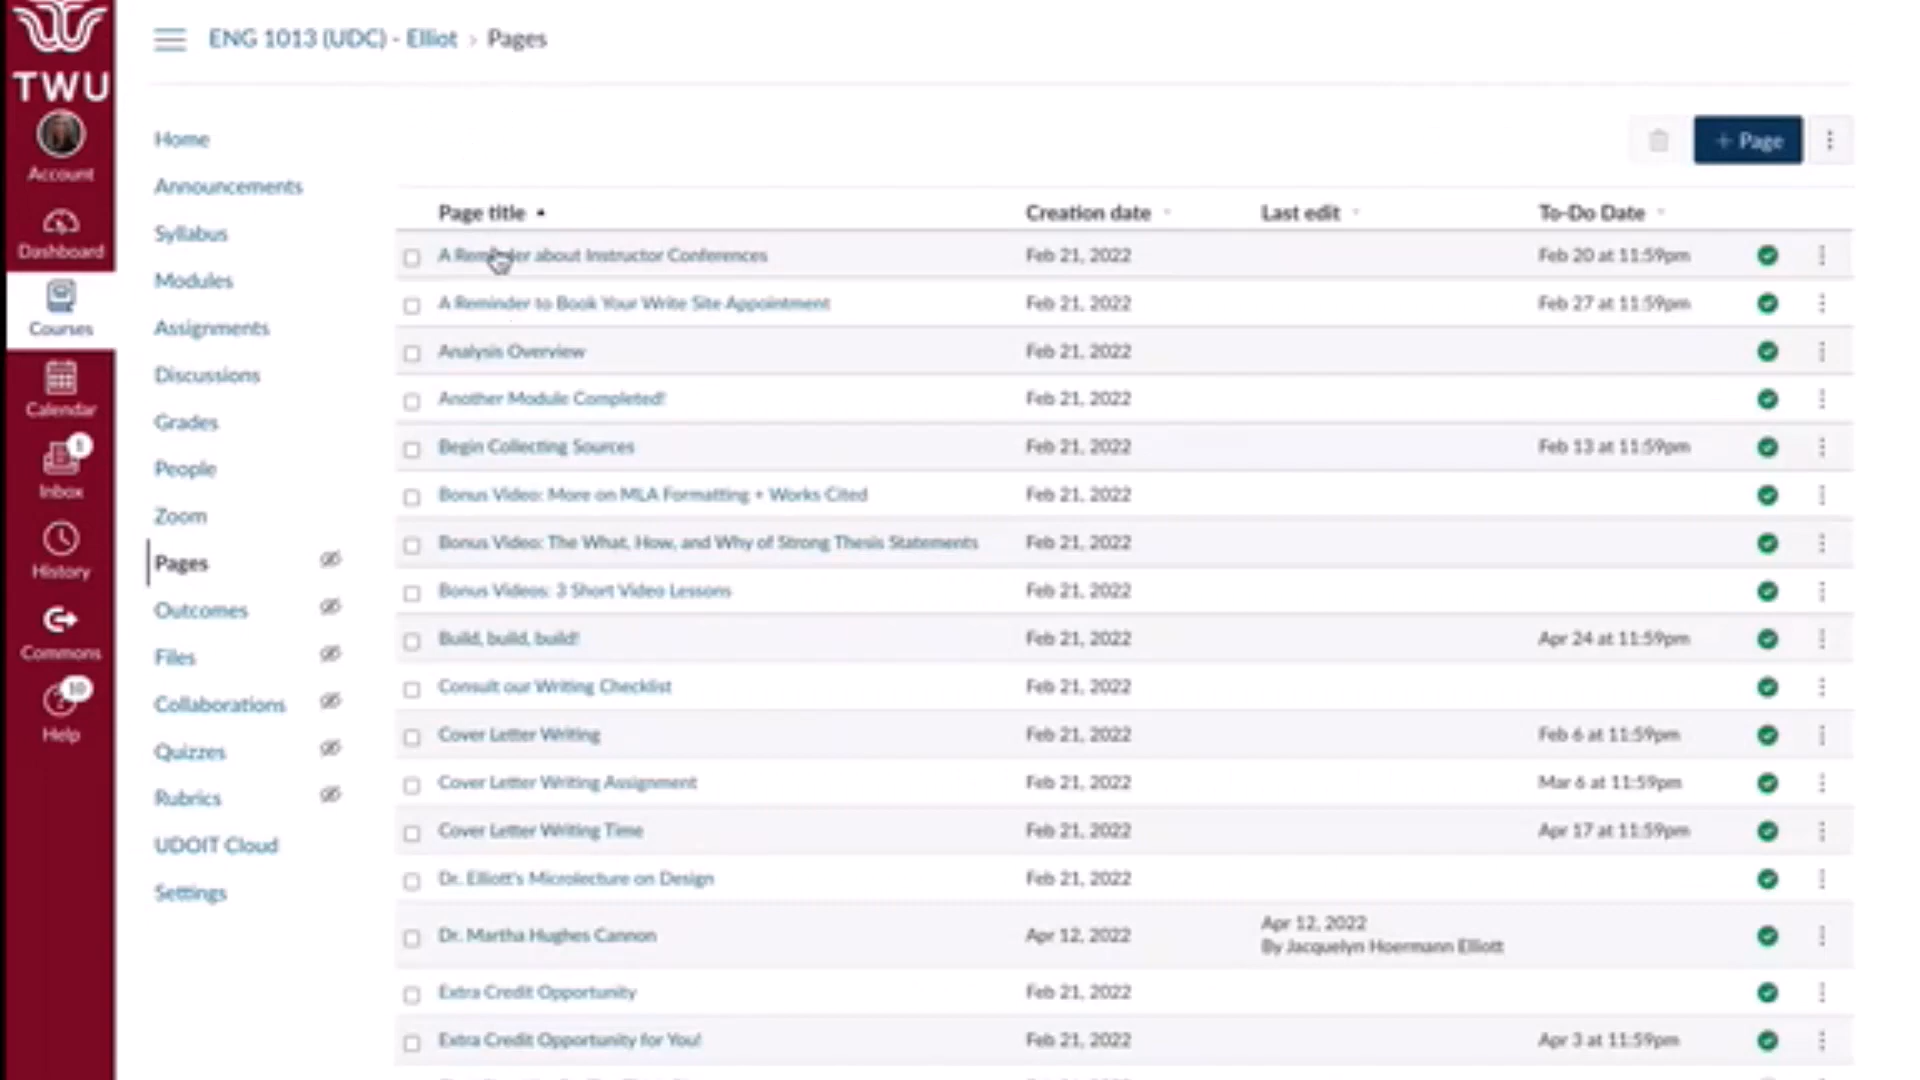 TWU
Account
Dashboard
Courses
Calendar
1
Inbox
History
Commons
10
Help
ENG 1013 (UDC) - Elliot › Pages
Home
Announcements
Syllabus
Modules
Assignments
Discussions
Grades
People
Zoom
Pages
Outcomes
Files
Collaborations
Quizzes
Rubrics
UDOIT Cloud
Settings
+ Page
Page title Creation date Last edit To-Do Date
A Reminder about Instructor Conferences Feb 21, 2022 Feb 20 at 11:59pm
A Reminder to Book Your Write Site Appointment Feb 21, 2022 Feb 27 at 11:59pm
Analysis Overview Feb 21, 2022
Another Module Completed! Feb 21, 2022
Begin Collecting Sources Feb 21, 2022 Feb 13 at 11:59pm
Bonus Video: More on MLA Formatting + Works Cited Feb 21, 2022
Bonus Video: The What, How, and Why of Strong Thesis Statements Feb 21, 2022
Bonus Videos: 3 Short Video Lessons Feb 21, 2022
Build, build, build! Feb 21, 2022 Apr 24 at 11:59pm
Consult our Writing Checklist Feb 21, 2022
Cover Letter Writing Feb 21, 2022 Feb 6 at 11:59pm
Cover Letter Writing Assignment Feb 21, 2022 Mar 6 at 11:59pm
Cover Letter Writing Time Feb 21, 2022 Apr 17 at 11:59pm
Dr. Elliott's Microlecture on Design Feb 21, 2022
Dr. Martha Hughes Cannon Apr 12, 2022 Apr 12, 2022
By Jacquelyn Hoermann Elliott
Extra Credit Opportunity Feb 21, 2022
Extra Credit Opportunity for You! Feb 21, 2022 Apr 3 at 11:59pm